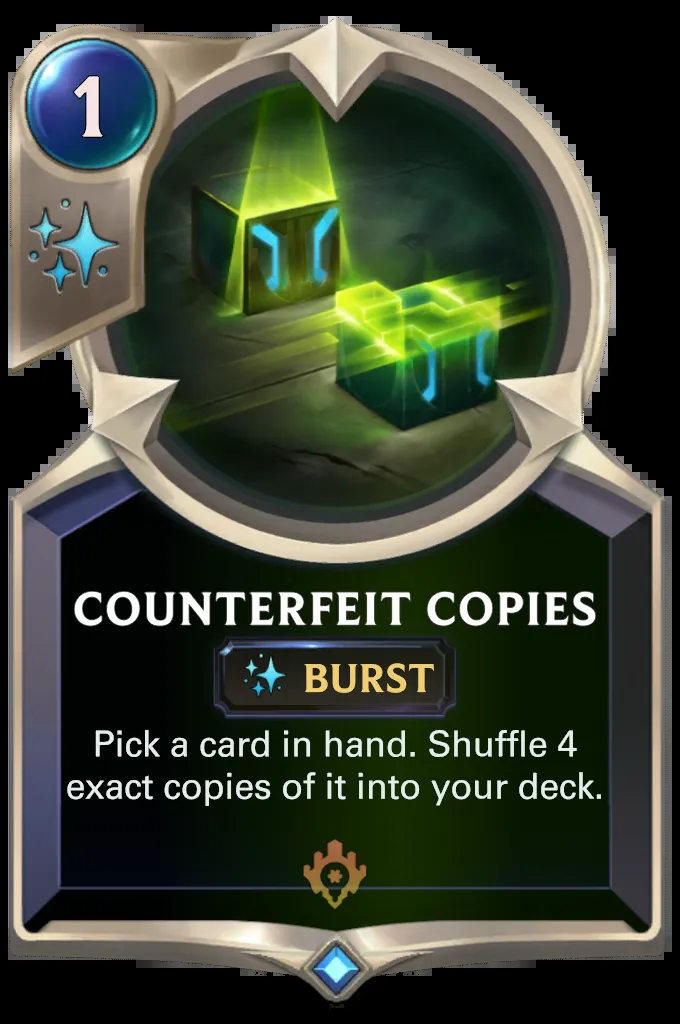 1
COUNTERFEIT COPIES
BURST
Pick a card in hand. Shuffle 4
exact copies of it into your deck.